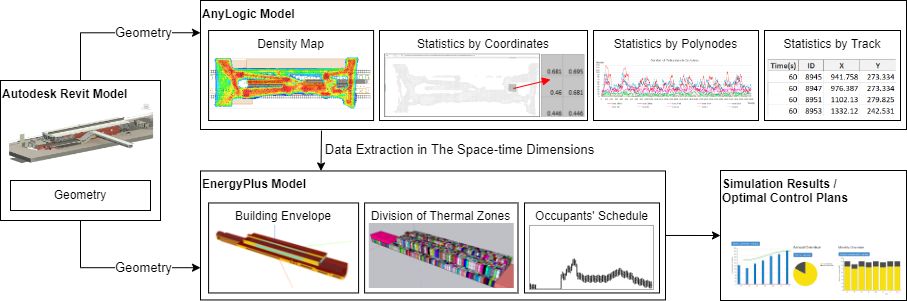 AnyLogic Model
Geometry
Density Map
Statistics by Coordinates
0.681 0.695
0.46 0.681
0.446 0.446
Statistics by Polynodes
Statistics by Track
Time(s) ID X Y
60 8945 941.758 273.334
60 8947 976.387 273.334
60 8951 1102.13 279.825
60 8953 1332.12 242.531
Autodesk Revit Model
Geometry
Data Extraction in The Space-time Dimensions
EnergyPlus Model
Building Envelope
Division of Thermal Zones
Occupants' Schedule
Geometry
Simulation Results /
Optimal Control Plans